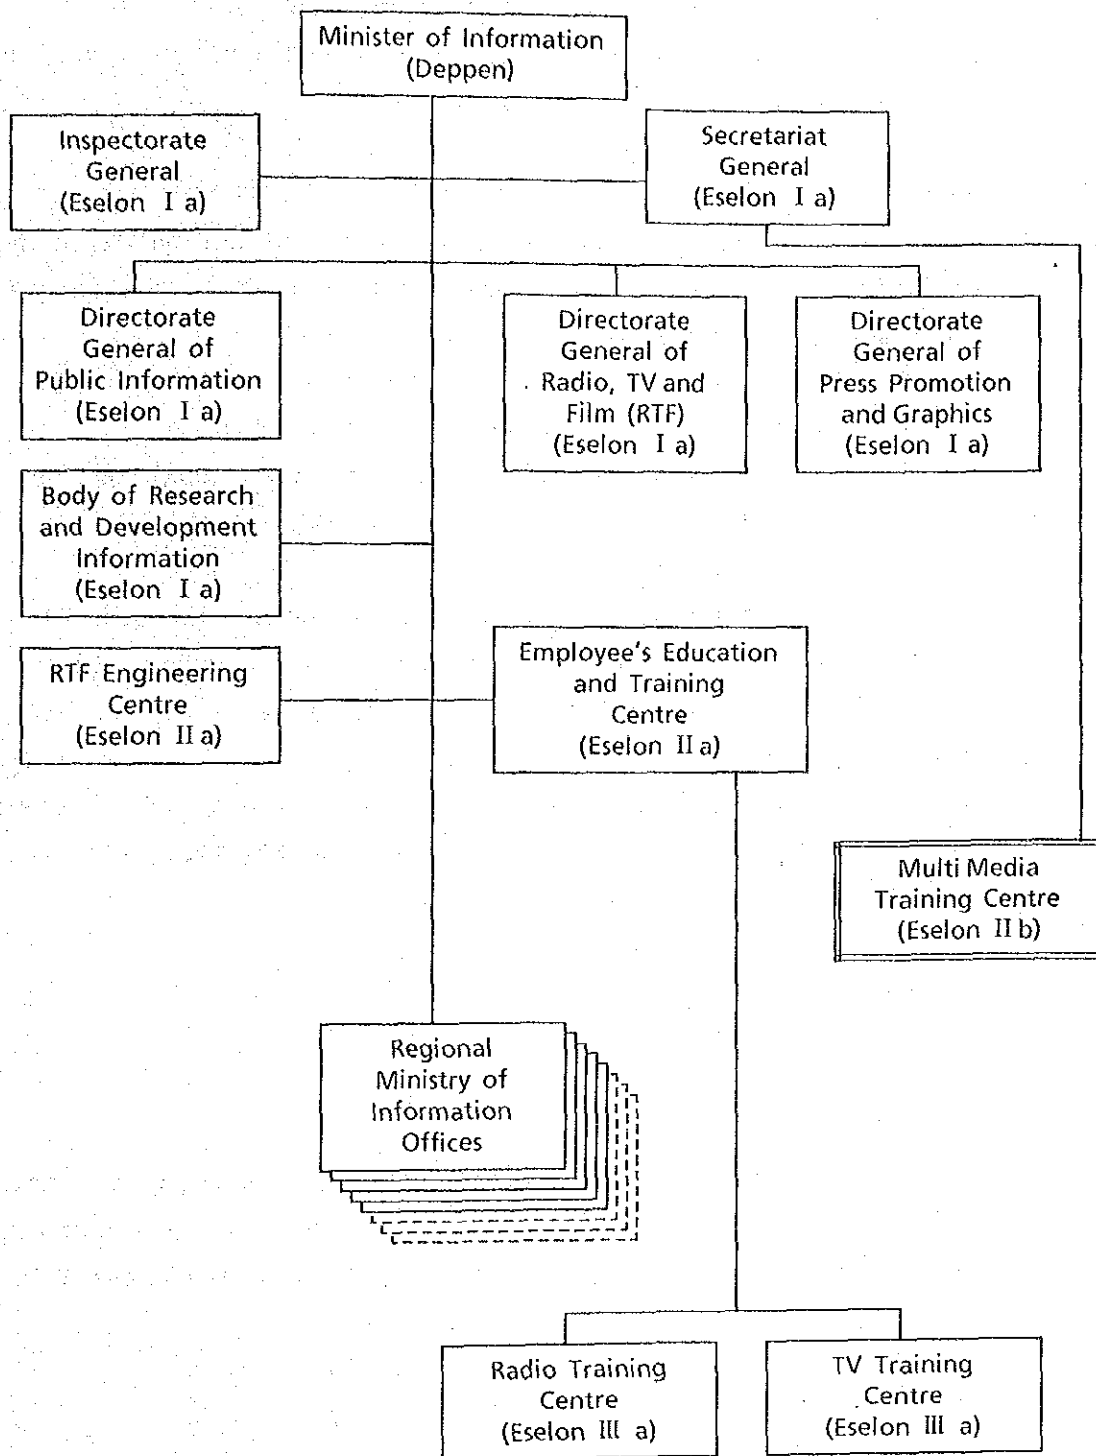 Minister of Information
(Deppen)
Inspectorate
General
(Eselon I a)
Secretariat
General
(Eselon I a)
Directorate
General of
Public Information
(Eselon I a)
Directorate
General of
Radio, TV and
Film (RTF)
(Eselon I a)
Directorate
General of
Press Promotion
and Graphics
(Eselon I a)
Body of Research
and Development
Information
(Eselon I a)
RTF Engineering
Centre
(Eselon II a)
Employee's Education
and Training
Centre
(Eselon II a)
Multi Media
Training Centre
(Eselon II b)
Regional
Ministry of
Information
Offices
Radio Training
Centre
(Eselon III a)
TV Training
Centre
(Eselon III a)